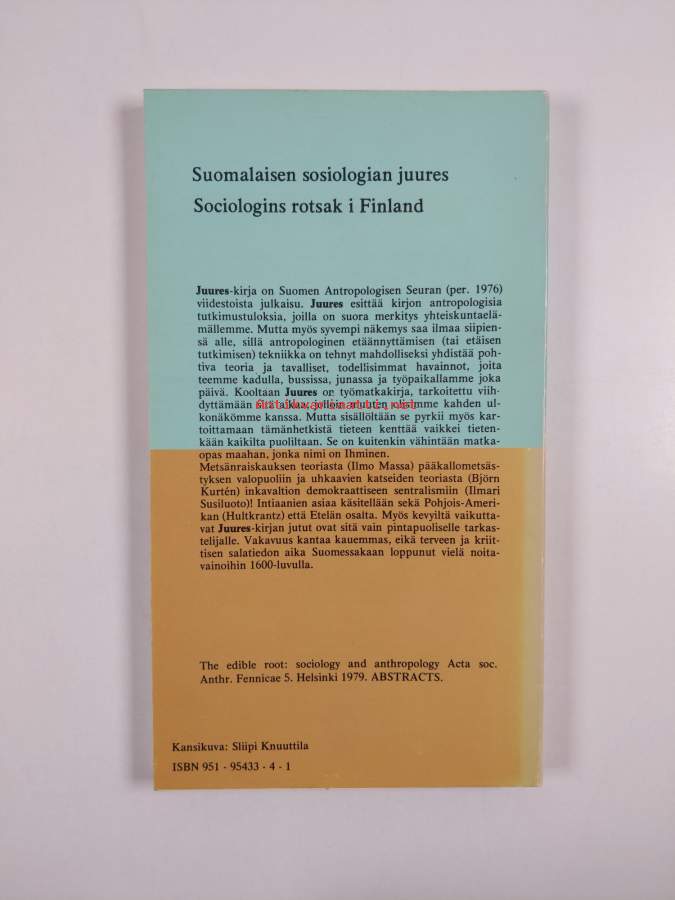 Suomalaisen sosiologian juures
Sociologins rotsak i Finland
Juures-kirja on Suomen Antropologisen Seuran (per. 1976)
viidestoista julkaisu. Juures esittää kirjon antropologisia
tutkimustuloksia, joilla on suora merkitys yhteiskuntaelä-
mällemme. Mutta myös syvempi näkemys saa ilmaa siipien-
sä alle, sillä antropologinen etäännyttämisen (tai etäisen
tutkimisen) tekniikka on tehnyt mahdolliseksi yhdistää poh-
tiva teoria ja tavalliset, todellisimmat havainnot, joita
teemme kadulla, bussissa, junassa ja työpaikallamme joka
päivä. Kooltaan Juures on työmatkakirja, tarkoitettu viih-
dyttämään sitä aikaa, jolloin muuten olisimme kahden ul-
konäkömme kanssa. Mutta sisällöltään se pyrkii myös kar-
toittamaan tämänhetkistä tieteen kenttää vaikkei tieten-
kään kaikilta puoliltaan. Se on kuitenkin vähintään matka-
opas maahan, jonka nimi on Ihminen.
Metsänraiskauksen teoriasta (Ilmo Massa) pääkallometsäs-
tyksen valopuoliin ja uhkaavien katseiden teoriasta (Björn
Kurtén) inkavaltion demokraattiseen sentralismiin (Ilmari
Susiluoto)! Intiaanien asiaa käsitellään sekä Pohjois-Ameri-
kan (Hultkrantz) että Etelän osalta. Myös kevyiltä vaikutta-
vat Juures-kirjan jutut ovat sitä vain pintapuoliselle tarkas-
telijalle. Vakavuus kantaa kauemmas, eikä terveen ja kriit-
tisen salatiedon aika Suomessakaan loppunut vielä noita-
vainoihin 1600-luvulla.
The edible root: sociology and anthropology Acta soc.
Anthr. Fennicae 5. Helsinki 1979. ABSTRACTS.
Kansikuva: Sliipi Knuuttila
ISBN 951 - 95433 - 4 - 1